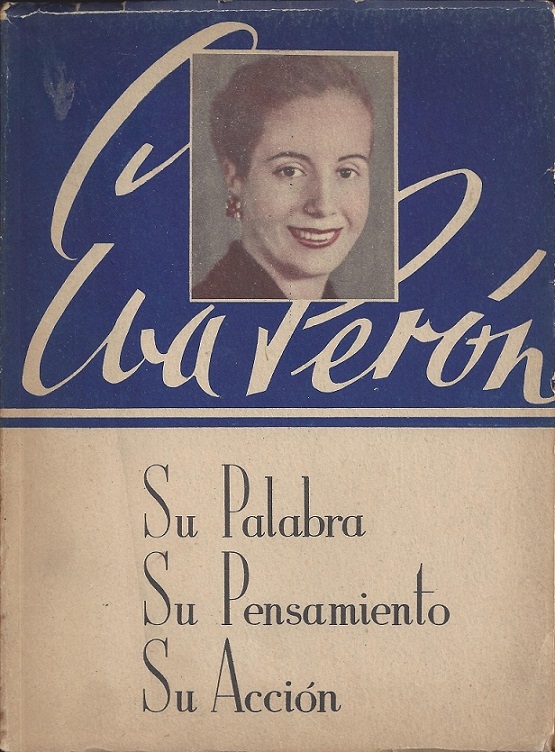 Eva Perón
Su Palabra
Su Pensamiento
Su Acción